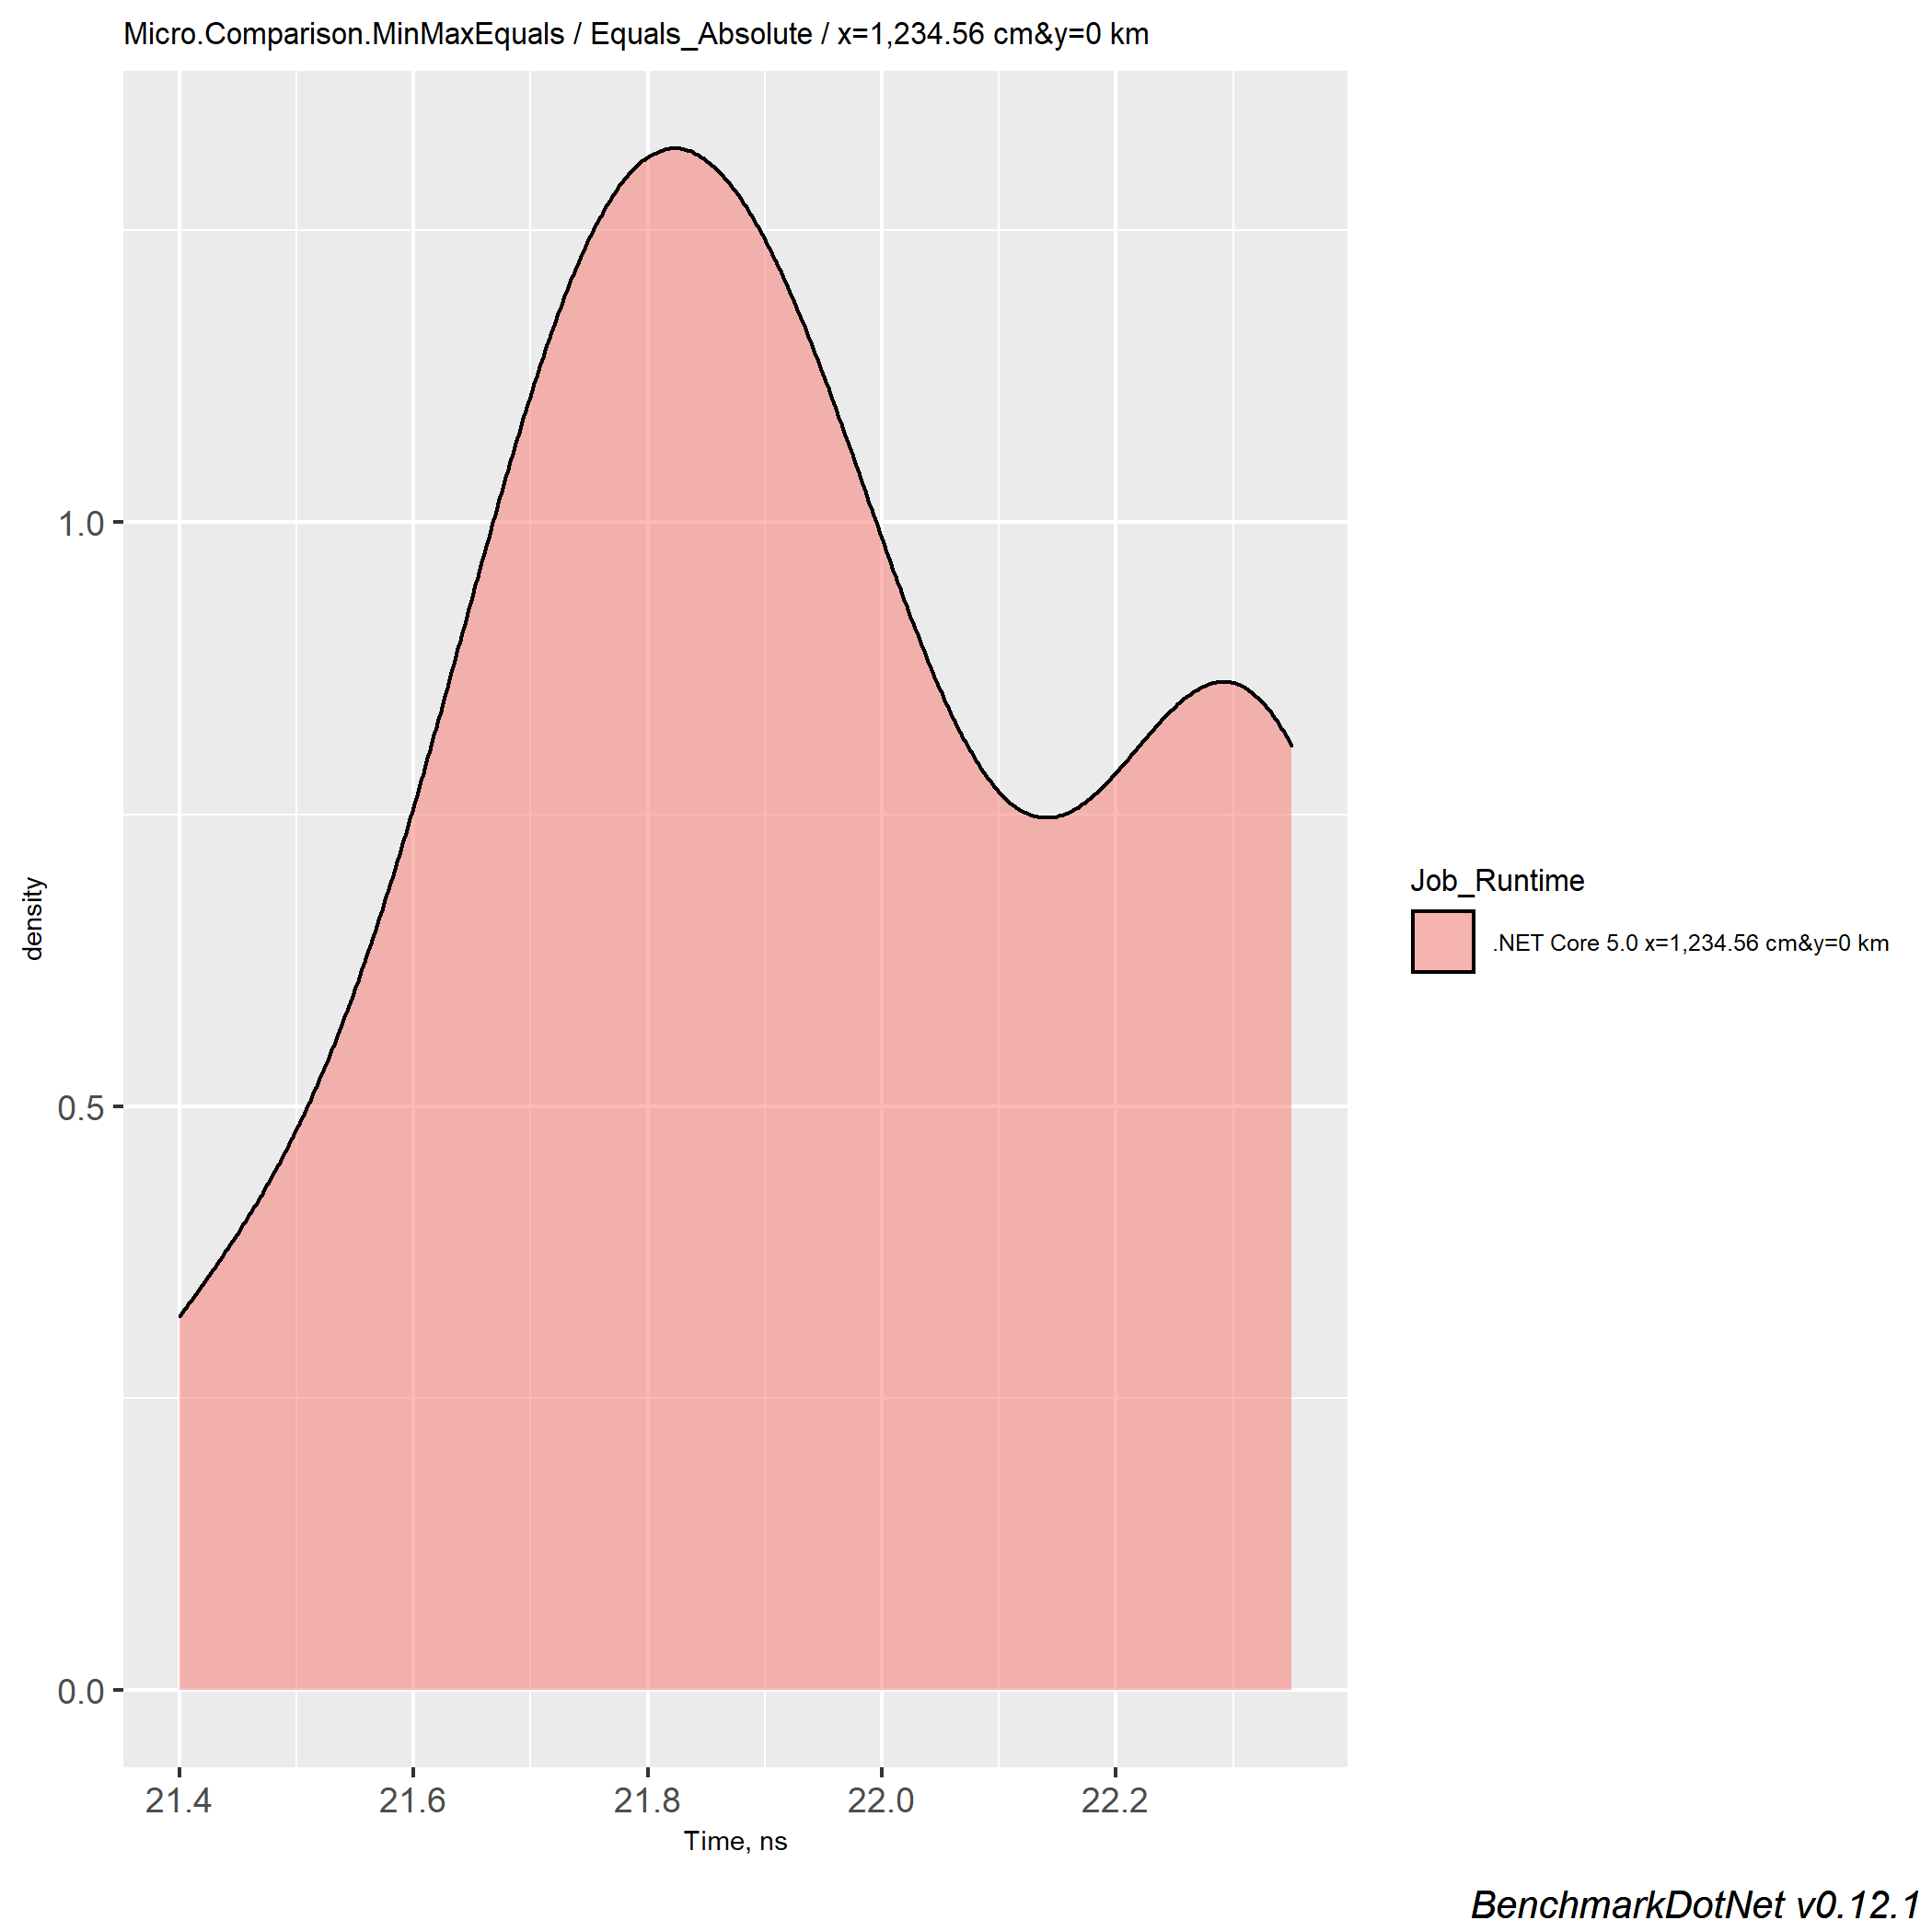 Micro.Comparison.MinMaxEquals / Equals_Absolute / x=1,234.56 cm&y=0 km
1.0
0.5
0.0
density
21.4 21.6 21.8 22.0 22.2
Time, ns
Job_Runtime
.NET Core 5.0 x=1,234.56 cm&y=0 km
BenchmarkDotNet v0.12.1